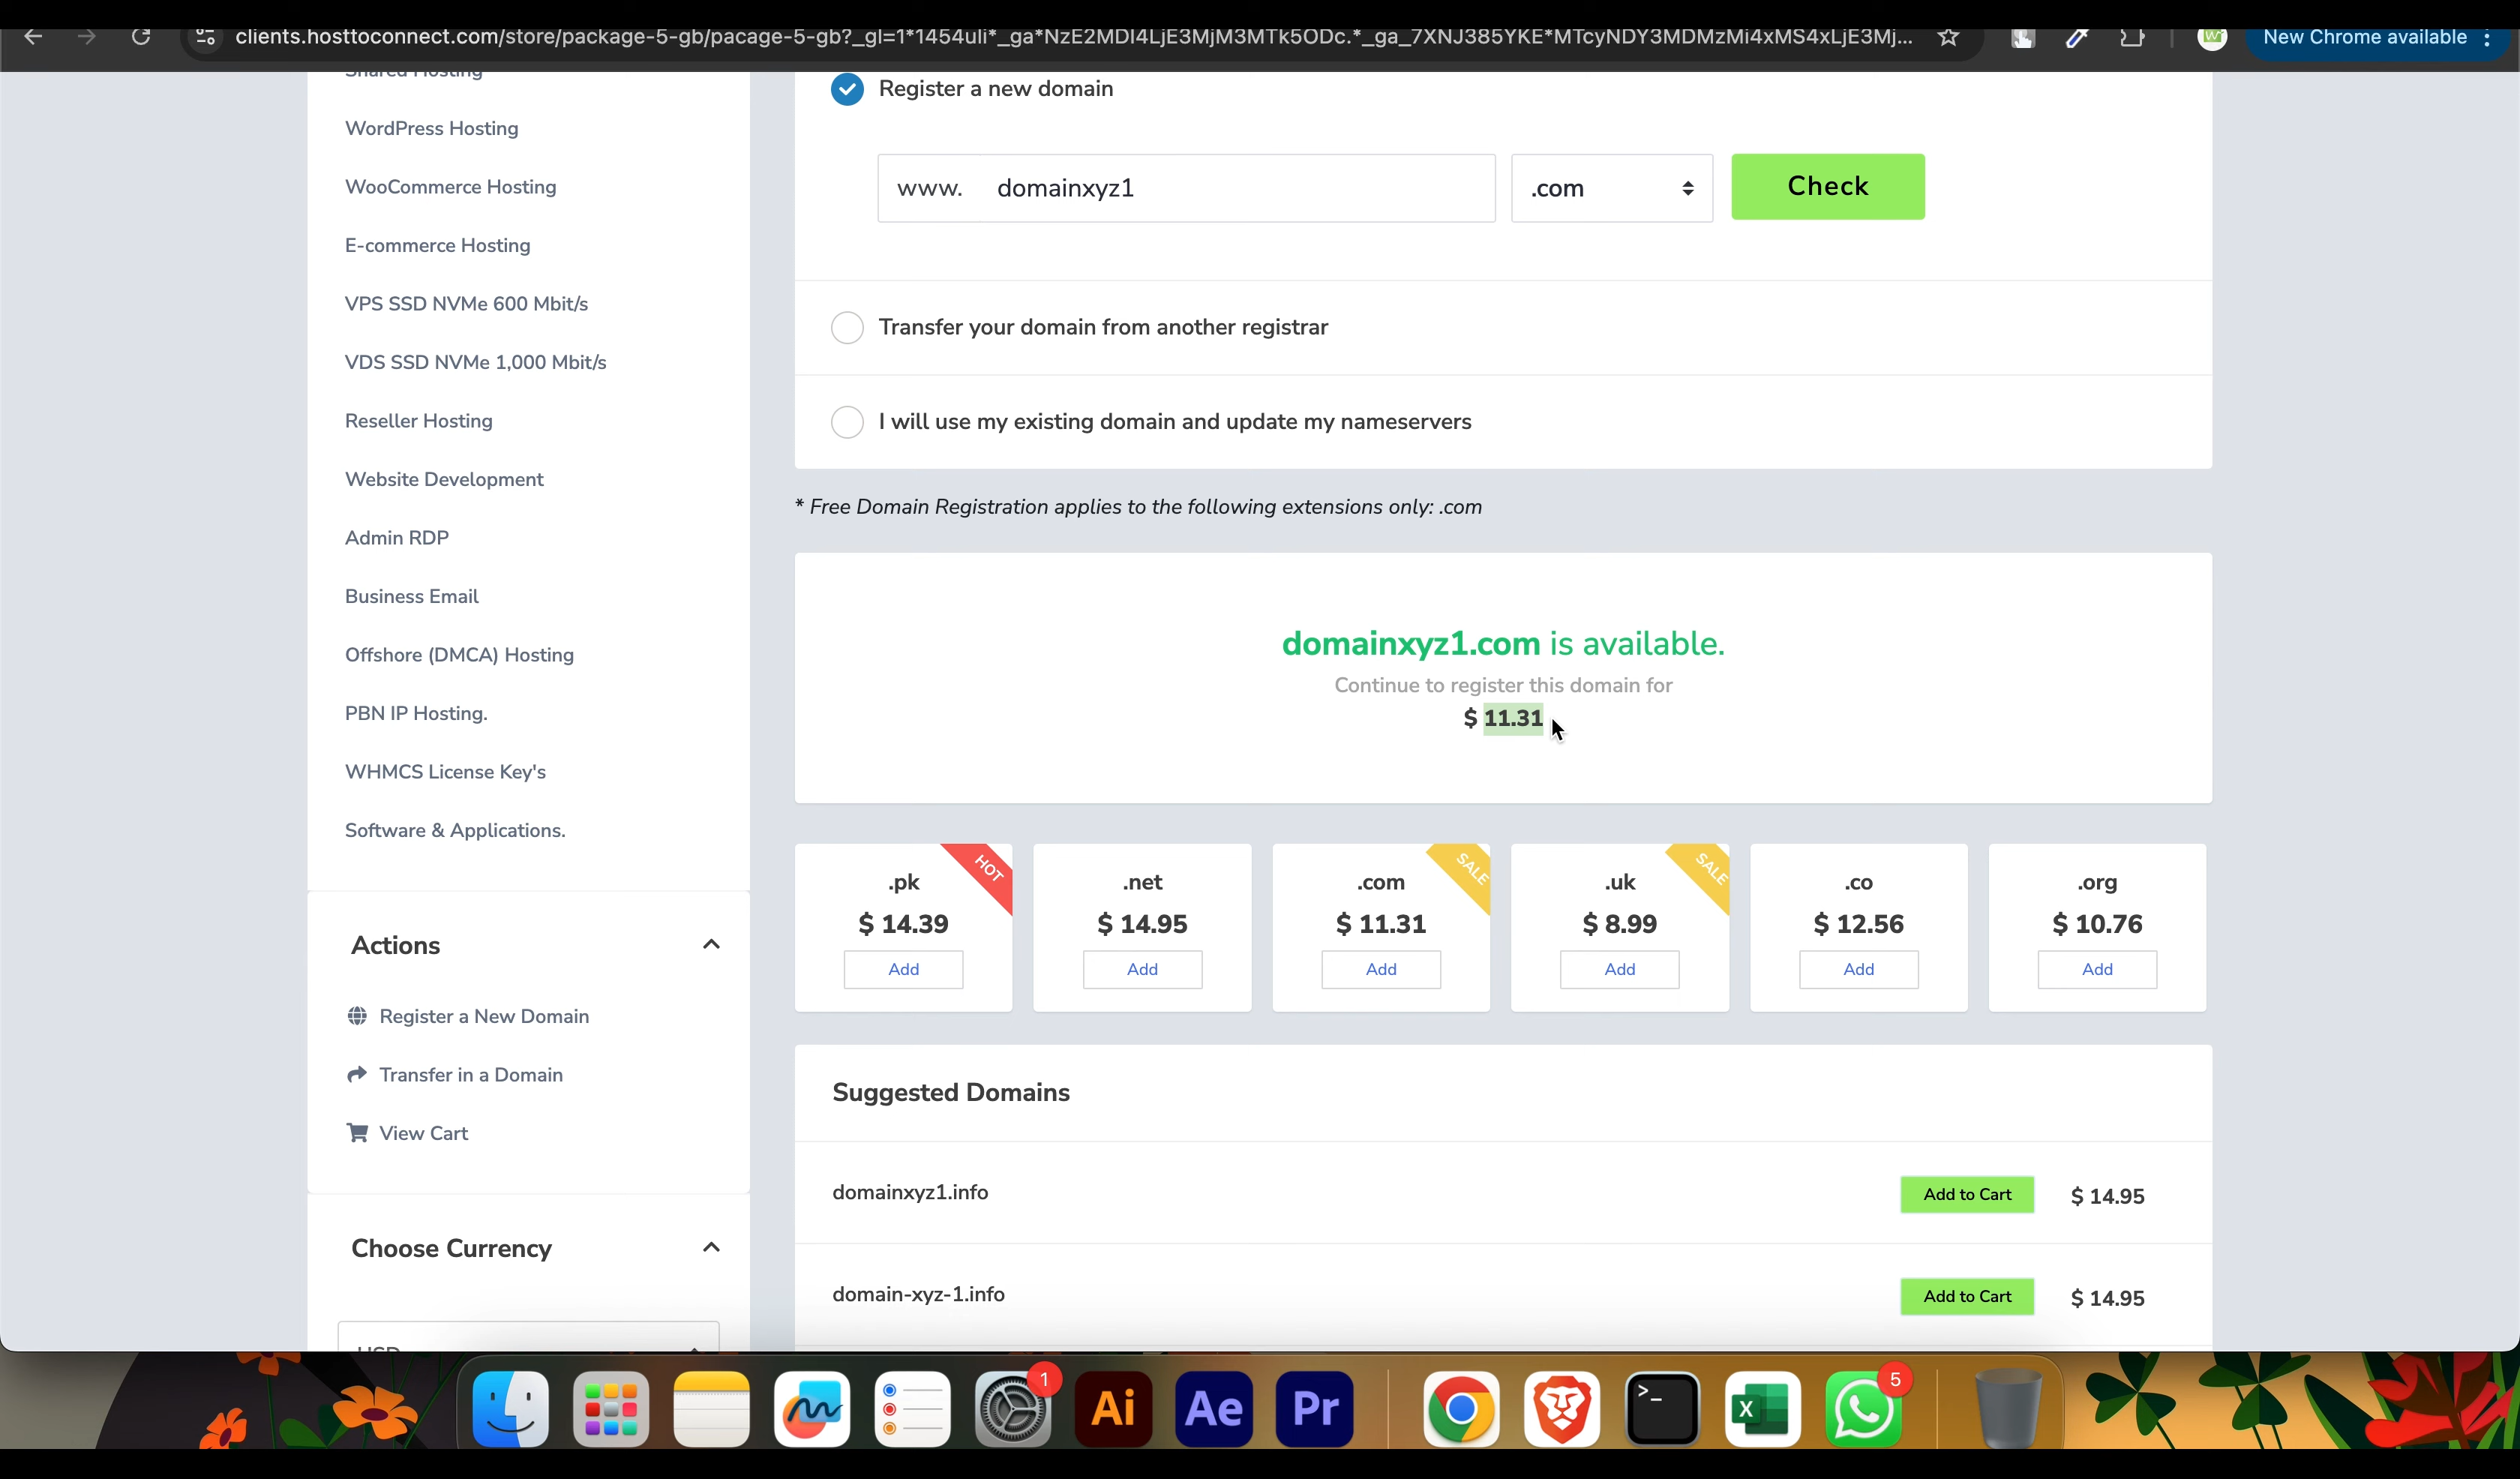 clients.hosttoconnect.com/store/package-5-gb/pacage-5-gb?_gl=1*1454uli*_ga*NzE2MDI4LjE3MjM3MTk5ODc.*_ga_7XNJ385YKE*MTcyNDY3MDMzMi4xMS4xLjE3Mj...
New Chrome available
Shared Hosting
WordPress Hosting
WooCommerce Hosting
E-commerce Hosting
VPS SSD NVMe 600 Mbit/s
VDS SSD NVMe 1,000 Mbit/s
Reseller Hosting
Website Development
Admin RDP
Business Email
Offshore (DMCA) Hosting
PBN IP Hosting.
WHMCS License Key's
Software & Applications.
Actions
Register a New Domain
Transfer in a Domain
View Cart
Choose Currency
USD
Register a new domain
www. domainxyz1 .com Check
Transfer your domain from another registrar
I will use my existing domain and update my nameservers
* Free Domain Registration applies to the following extensions only: .com
domainxyz1.com is available.
Continue to register this domain for
$ 11.31
HOT SALE SALE
.pk .net .com .uk .co .org
$ 14.39 $ 14.95 $ 11.31 $ 8.99 $ 12.56 $ 10.76
Add Add Add Add Add Add
Suggested Domains
domainxyz1.info Add to Cart $ 14.95
domain-xyz-1.info Add to Cart $ 14.95
1 5
Ai Ae Pr >_ X